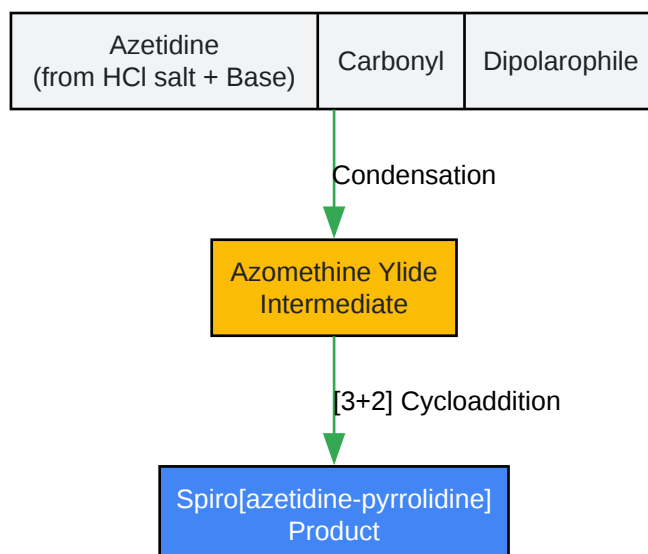 Azetidine
(from HCl salt + Base)
Carbonyl
Dipolarophile
Condensation
Azomethine Ylide
Intermediate
[3+2] Cycloaddition
Spiro[azetidine-pyrrolidine]
Product